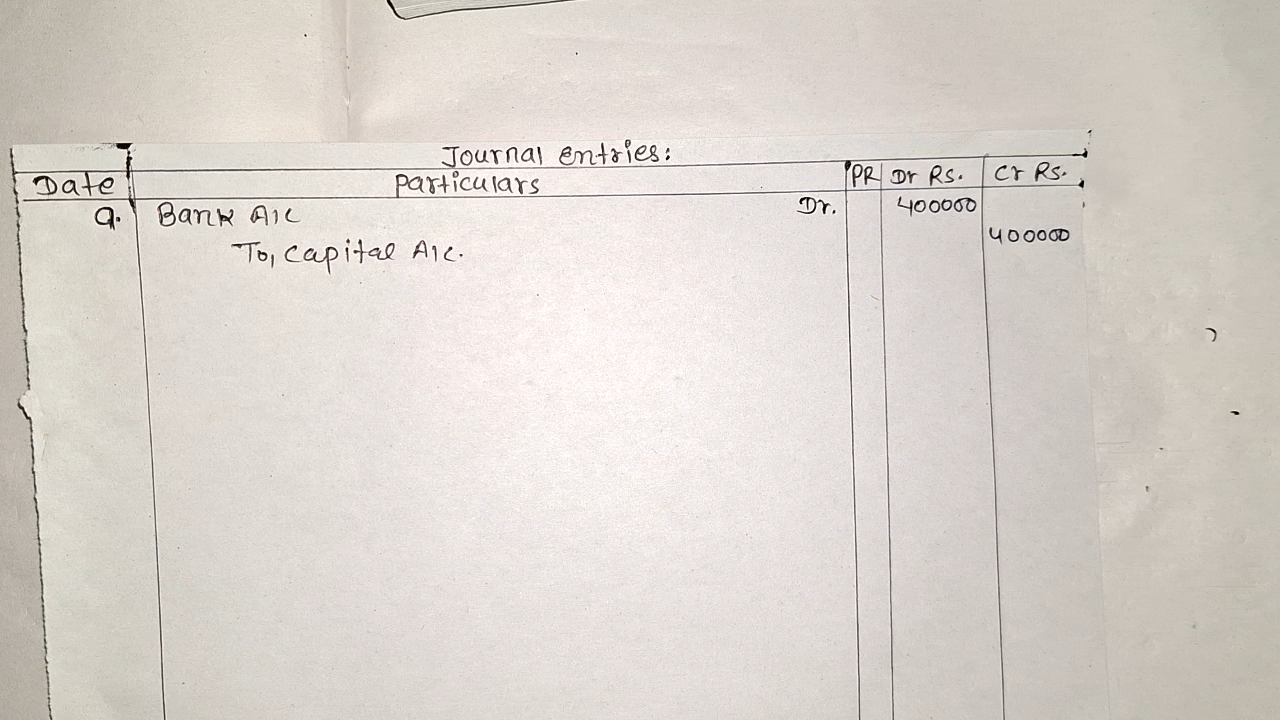 Journal entries:
Date Particulars PR Dr Rs. Cr Rs.
a. Bank A/c Dr. 400000
To, Capital A/c. 400000